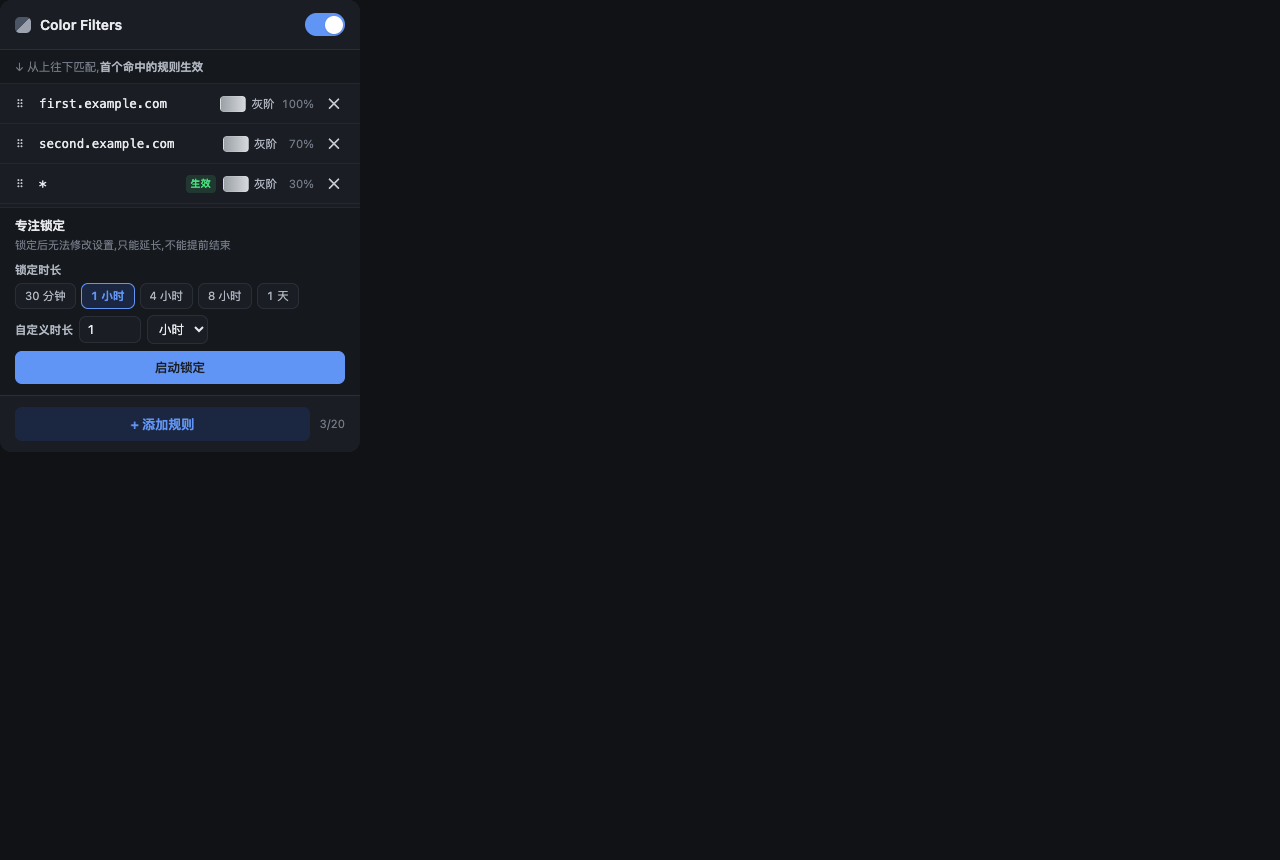 Color Filters
↓ 从上往下匹配,首个命中的规则生效
first.example.com 灰阶 100%
second.example.com 灰阶 70%
* 生效 灰阶 30%
专注锁定
锁定后无法修改设置,只能延长,不能提前结束
锁定时长
30 分钟 1 小时 4 小时 8 小时 1 天
自定义时长 1 小时
启动锁定
+ 添加规则 3/20